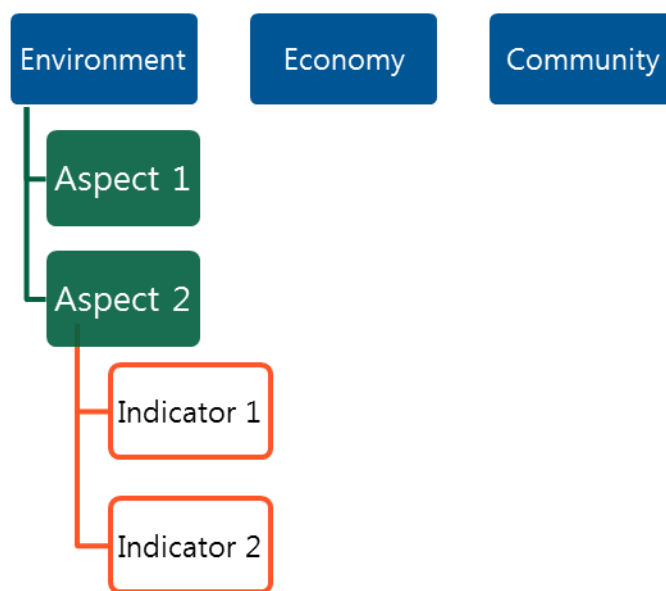 Environment
Economy
Community
Aspect 1
Aspect 2
Indicator 1
Indicator 2